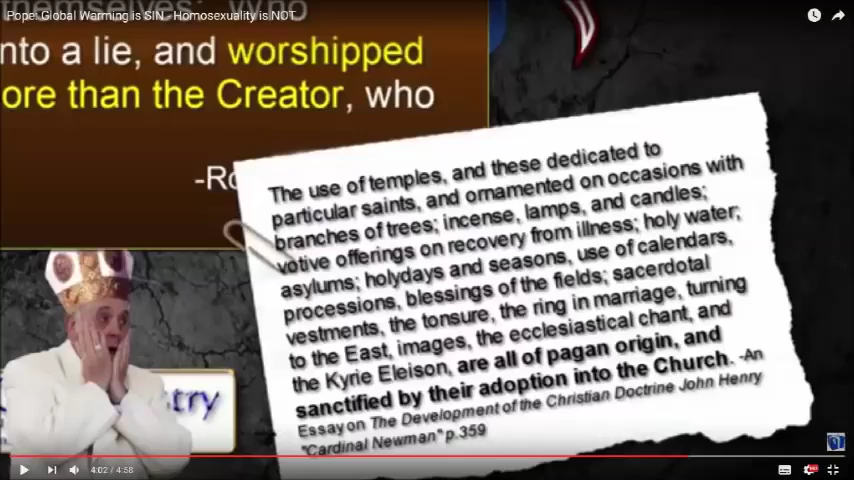 Pope: Global Warming is SIN - Homosexuality is NOT
themselves: Who
nto a lie, and worshipped
ore than the Creator, who
-Ro
The use of temples, and these dedicated to
particular saints, and ornamented on occasions with
branches of trees; incense, lamps, and candles;
votive offerings on recovery from illness; holy water;
asylums; holydays and seasons, use of calendars,
processions, blessings of the fields; sacerdotal
vestments, the tonsure, the ring in marriage, turning
to the East, images, the ecclesiastical chant, and
the Kyrie Eleison, are all of pagan origin, and
sanctified by their adoption into the Church. -An
Essay on The Development of the Christian Doctrine John Henry
"Cardinal Newman" p.359
try
4:02 / 4:58